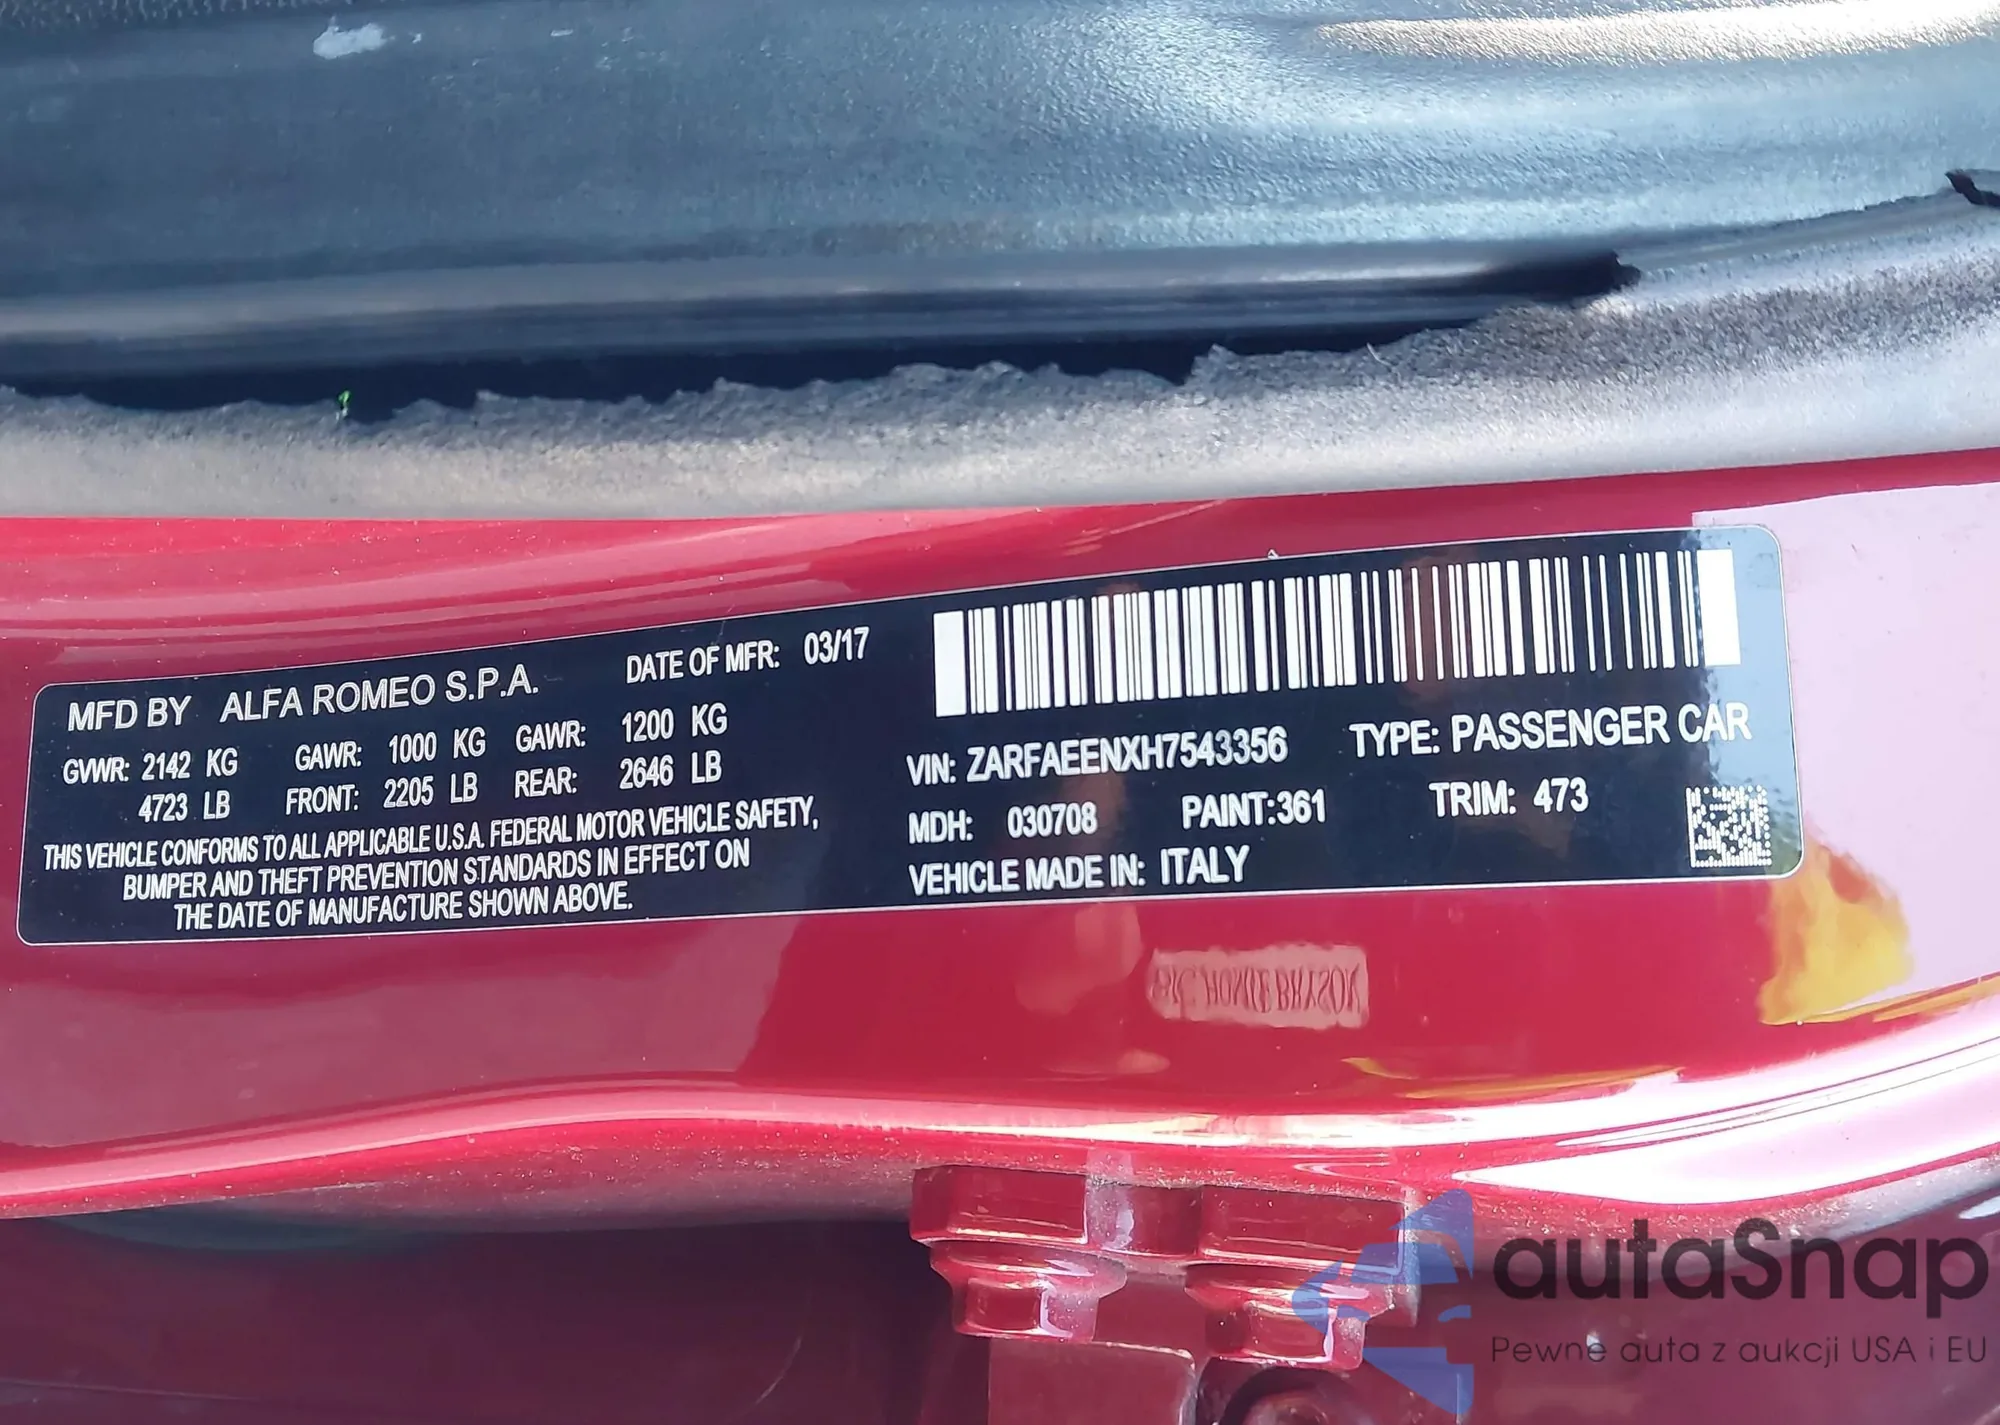 MFD BY ALFA ROMEO S.P.A. DATE OF MFR: 03/17
GVWR: 2142 KG GAWR: 1000 KG GAWR: 1200 KG
4723 LB FRONT: 2205 LB REAR: 2646 LB
THIS VEHICLE CONFORMS TO ALL APPLICABLE U.S.A. FEDERAL MOTOR VEHICLE SAFETY,
BUMPER AND THEFT PREVENTION STANDARDS IN EFFECT ON
THE DATE OF MANUFACTURE SHOWN ABOVE.
VIN: ZARFAEENXH7543356 TYPE: PASSENGER CAR
MDH: 030708 PAINT:361 TRIM: 473
VEHICLE MADE IN: ITALY
autaSnap
Pewne auta z aukcji USA i EU